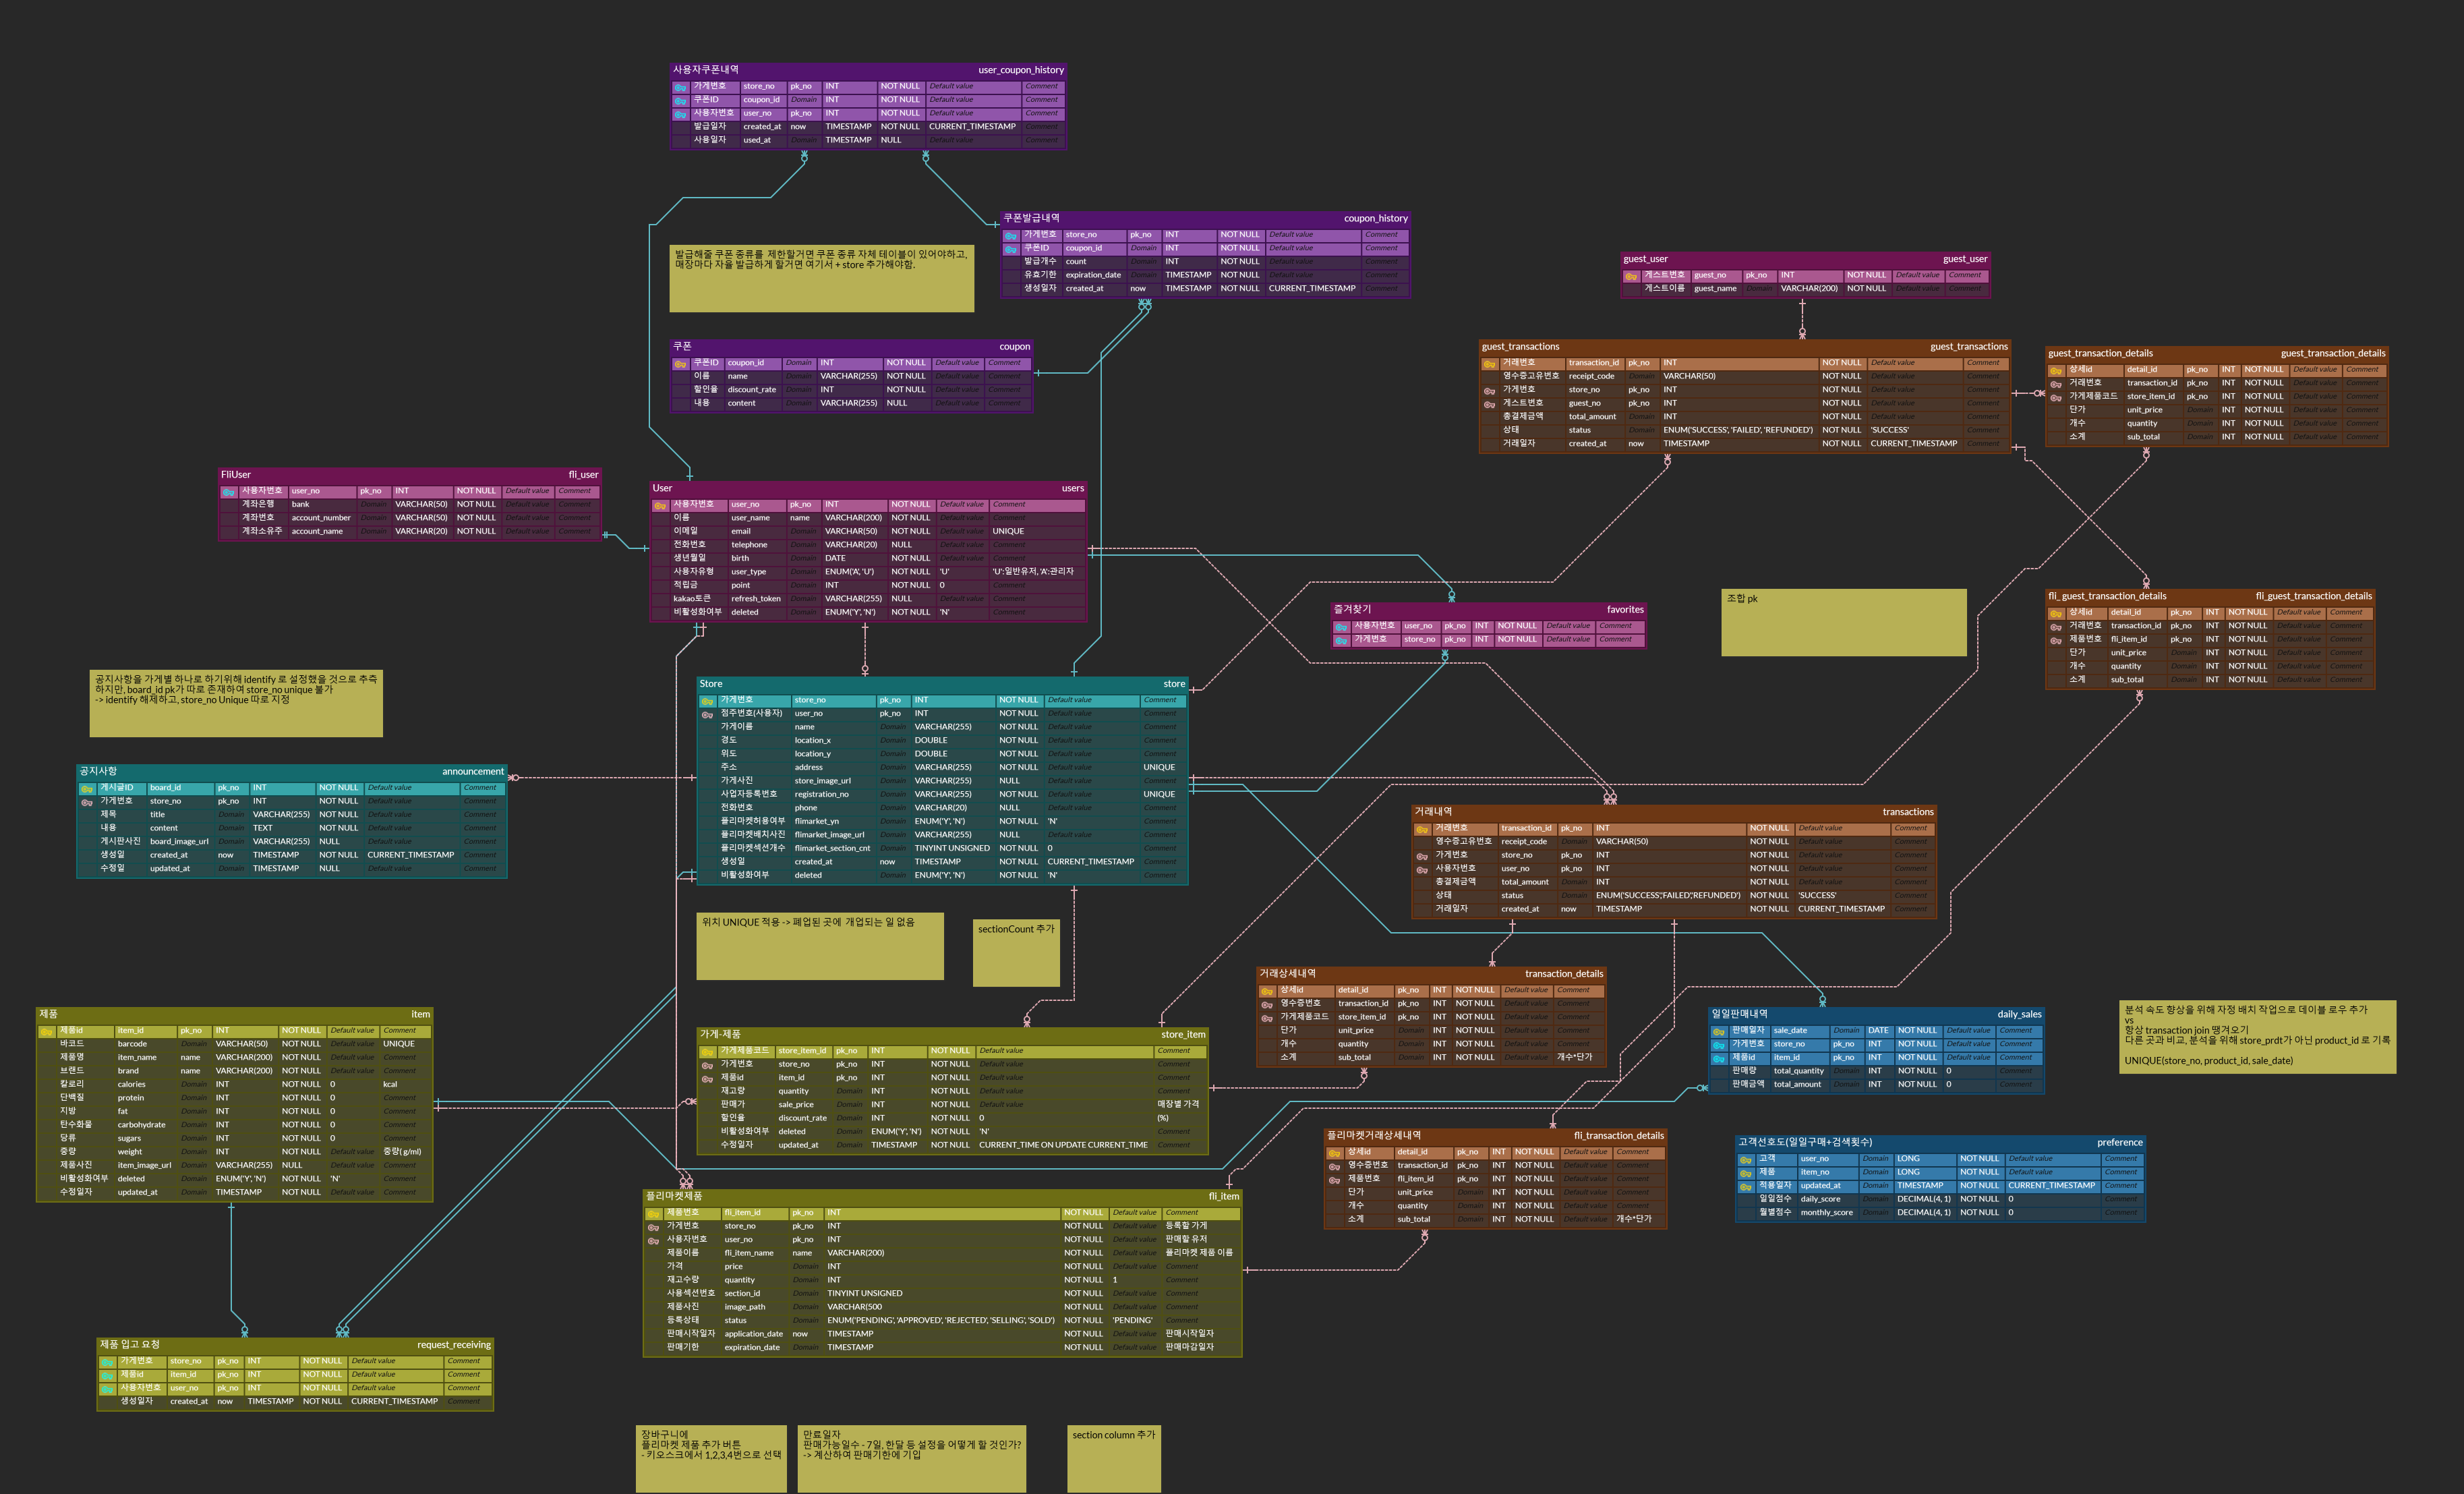 사용자쿠폰내역 user_coupon_history
가게번호 store_no pk_no INT NOT NULL Default value Comment
쿠폰ID coupon_id Domain INT NOT NULL Default value Comment
사용자번호 user_no pk_no INT NOT NULL Default value Comment
발급일자 created_at now TIMESTAMP NOT NULL CURRENT_TIMESTAMP Comment
사용일자 used_at Domain TIMESTAMP NULL Default value Comment
쿠폰발급내역 coupon_history
가게번호 store_no pk_no INT NOT NULL Default value Comment
쿠폰ID coupon_id Domain INT NOT NULL Default value Comment
발급개수 count Domain INT NOT NULL Default value Comment
유효기한 expiration_date Domain TIMESTAMP NOT NULL Default value Comment
생성일자 created_at now TIMESTAMP NOT NULL CURRENT_TIMESTAMP Comment
발급해줄 쿠폰 종류를 제한할거면 쿠폰 종류 자체 테이블이 있어야하고,
매장마다 자율 발급하게 할거면 여기서 + store 추가해야함.
쿠폰 coupon
쿠폰ID coupon_id Domain INT NOT NULL Default value Comment
이름 name Domain VARCHAR(255) NOT NULL Default value Comment
할인율 discount_rate Domain INT NOT NULL Default value Comment
내용 content Domain VARCHAR(255) NULL Default value Comment
guest_user guest_user
게스트번호 guest_no pk_no INT NOT NULL Default value Comment
게스트이름 guest_name Domain VARCHAR(200) NOT NULL Default value Comment
guest_transactions guest_transactions
거래번호 transaction_id pk_no INT NOT NULL Default value Comment
영수증고유번호 receipt_code Domain VARCHAR(50) NOT NULL Default value Comment
가게번호 store_no pk_no INT NOT NULL Default value Comment
게스트번호 guest_no pk_no INT NOT NULL Default value Comment
총결제금액 total_amount Domain INT NOT NULL Default value Comment
상태 status Domain ENUM('SUCCESS', 'FAILED', 'REFUNDED') NOT NULL 'SUCCESS' Comment
거래일자 created_at now TIMESTAMP NOT NULL CURRENT_TIMESTAMP Comment
guest_transaction_details guest_transaction_details
상세id detail_id pk_no INT NOT NULL Default value Comment
거래번호 transaction_id pk_no INT NOT NULL Default value Comment
가게제품코드 store_item_id pk_no INT NOT NULL Default value Comment
단가 unit_price Domain INT NOT NULL Default value Comment
개수 quantity Domain INT NOT NULL Default value Comment
소계 sub_total Domain INT NOT NULL Default value Comment
FliUser fli_user
사용자번호 user_no pk_no INT NOT NULL Default value Comment
계좌은행 bank Domain VARCHAR(50) NOT NULL Default value Comment
계좌번호 account_number Domain VARCHAR(50) NOT NULL Default value Comment
계좌소유주 account_name Domain VARCHAR(20) NOT NULL Default value Comment
User users
사용자번호 user_no pk_no INT NOT NULL Default value Comment
이름 user_name name VARCHAR(200) NOT NULL Default value Comment
이메일 email Domain VARCHAR(50) NOT NULL Default value UNIQUE
전화번호 telephone Domain VARCHAR(20) NULL Default value Comment
생년월일 birth Domain DATE NOT NULL Default value Comment
사용자유형 user_type Domain ENUM('A', 'U') NOT NULL 'U' 'U':일반유저, 'A':관리자
적립금 point Domain INT NOT NULL 0 Comment
kakao토큰 refresh_token Domain VARCHAR(255) NULL Default value Comment
비활성화여부 deleted Domain ENUM('Y', 'N') NOT NULL 'N' Comment
즐겨찾기 favorites
사용자번호 user_no pk_no INT NOT NULL Default value Comment
가게번호 store_no pk_no INT NOT NULL Default value Comment
조합 pk
fli_guest_transaction_details fli_guest_transaction_details
상세id detail_id pk_no INT NOT NULL Default value Comment
거래번호 transaction_id pk_no INT NOT NULL Default value Comment
제품번호 fli_item_id pk_no INT NOT NULL Default value Comment
단가 unit_price Domain INT NOT NULL Default value Comment
개수 quantity Domain INT NOT NULL Default value Comment
소계 sub_total Domain INT NOT NULL Default value Comment
공지사항을 가게별 하나로 하기위해 identify 로 설정했을 것으로 추측
하지만, board_id pk가 따로 존재하여 store_no unique 불가
-> identify 해제하고, store_no Unique 따로 지정
공지사항 announcement
게시글ID board_id pk_no INT NOT NULL Default value Comment
가게번호 store_no pk_no INT NOT NULL Default value Comment
제목 title Domain VARCHAR(255) NOT NULL Default value Comment
내용 content Domain TEXT NOT NULL Default value Comment
게시판사진 board_image_url Domain VARCHAR(255) NULL Default value Comment
생성일 created_at now TIMESTAMP NOT NULL CURRENT_TIMESTAMP Comment
수정일 updated_at Domain TIMESTAMP NULL Default value Comment
Store store
가게번호 store_no pk_no INT NOT NULL Default value Comment
점주번호(사용자) user_no pk_no INT NOT NULL Default value Comment
가게이름 name Domain VARCHAR(255) NOT NULL Default value Comment
경도 location_x Domain DOUBLE NOT NULL Default value Comment
위도 location_y Domain DOUBLE NOT NULL Default value Comment
주소 address Domain VARCHAR(255) NOT NULL Default value UNIQUE
가게사진 store_image_url Domain VARCHAR(255) NULL Default value Comment
사업자등록번호 registration_no Domain VARCHAR(255) NOT NULL Default value UNIQUE
전화번호 phone Domain VARCHAR(20) NULL Default value Comment
플리마켓허용여부 flimarket_yn Domain ENUM('Y', 'N') NOT NULL 'N' Comment
플리마켓배치사진 flimarket_image_url Domain VARCHAR(255) NULL Default value Comment
플리마켓섹션개수 flimarket_section_cnt Domain TINYINT UNSIGNED NOT NULL 0 Comment
생성일 created_at now TIMESTAMP NOT NULL CURRENT_TIMESTAMP Comment
비활성화여부 deleted Domain ENUM('Y', 'N') NOT NULL 'N' Comment
거래내역 transactions
거래번호 transaction_id pk_no INT NOT NULL Default value Comment
영수증고유번호 receipt_code Domain VARCHAR(50) NOT NULL Default value Comment
가게번호 store_no pk_no INT NOT NULL Default value Comment
사용자번호 user_no pk_no INT NOT NULL Default value Comment
총결제금액 total_amount Domain INT NOT NULL Default value Comment
상태 status Domain ENUM('SUCCESS','FAILED','REFUNDED') NOT NULL 'SUCCESS' Comment
거래일자 created_at now TIMESTAMP NOT NULL CURRENT_TIMESTAMP Comment
위치 UNIQUE 적용 -> 폐업된 곳에 개업되는 일 없음
sectionCount 추가
거래상세내역 transaction_details
상세id detail_id pk_no INT NOT NULL Default value Comment
영수증번호 transaction_id pk_no INT NOT NULL Default value Comment
가게제품코드 store_item_id pk_no INT NOT NULL Default value Comment
단가 unit_price Domain INT NOT NULL Default value Comment
개수 quantity Domain INT NOT NULL Default value Comment
소계 sub_total Domain INT NOT NULL Default value 개수*단가
일일판매내역 daily_sales
판매일자 sale_date Domain DATE NOT NULL Default value Comment
가게번호 store_no pk_no INT NOT NULL Default value Comment
제품id item_id pk_no INT NOT NULL Default value Comment
판매량 total_quantity Domain INT NOT NULL 0 Comment
판매금액 total_amount Domain INT NOT NULL 0 Comment
분석 속도 향상을 위해 자정 배치 작업으로 데이블 로우 추가
vs
항상 transaction join 땡겨오기
다른 곳과 비교, 분석을 위해 store_prdt가 아닌 product_id 로 기록
UNIQUE(store_no, product_id, sale_date)
제품 item
제품id item_id pk_no INT NOT NULL Default value Comment
바코드 barcode Domain VARCHAR(50) NOT NULL Default value UNIQUE
제품명 item_name name VARCHAR(200) NOT NULL Default value Comment
브랜드 brand name VARCHAR(200) NOT NULL Default value Comment
칼로리 calories Domain INT NOT NULL 0 kcal
단백질 protein Domain INT NOT NULL 0 Comment
지방 fat Domain INT NOT NULL 0 Comment
탄수화물 carbohydrate Domain INT NOT NULL 0 Comment
당류 sugars Domain INT NOT NULL 0 Comment
중량 weight Domain INT NOT NULL Default value 중량( g/ml)
제품사진 item_image_url Domain VARCHAR(255) NULL Default value Comment
비활성화여부 deleted Domain ENUM('Y', 'N') NOT NULL 'N' Comment
수정일자 updated_at Domain TIMESTAMP NOT NULL Default value Comment
가게-제품 store_item
가게제품코드 store_item_id pk_no INT NOT NULL Default value Comment
가게번호 store_no pk_no INT NOT NULL Default value Comment
제품id item_id pk_no INT NOT NULL Default value Comment
재고량 quantity Domain INT NOT NULL Default value Comment
판매가 sale_price Domain INT NOT NULL Default value 매장별 가격
할인율 discount_rate Domain INT NOT NULL 0 (%)
비활성화여부 deleted Domain ENUM('Y', 'N') NOT NULL 'N' Comment
수정일자 updated_at Domain TIMESTAMP NOT NULL CURRENT_TIME ON UPDATE CURRENT_TIME Comment
플리마켓거래상세내역 fli_transaction_details
상세id detail_id pk_no INT NOT NULL Default value Comment
영수증번호 transaction_id pk_no INT NOT NULL Default value Comment
제품번호 fli_item_id pk_no INT NOT NULL Default value Comment
단가 unit_price Domain INT NOT NULL Default value Comment
개수 quantity Domain INT NOT NULL Default value Comment
소계 sub_total Domain INT NOT NULL Default value 개수*단가
고객선호도(일일구매+검색횟수) preference
고객 user_no Domain LONG NOT NULL Default value Comment
제품 item_no Domain LONG NOT NULL Default value Comment
적용일자 updated_at Domain TIMESTAMP NOT NULL CURRENT_TIMESTAMP Comment
일일점수 daily_score Domain DECIMAL(4, 1) NOT NULL 0 Comment
월별점수 monthly_score Domain DECIMAL(4, 1) NOT NULL 0 Comment
플리마켓제품 fli_item
제품번호 fli_item_id pk_no INT NOT NULL Default value Comment
가게번호 store_no pk_no INT NOT NULL Default value 등록할 가게
사용자번호 user_no pk_no INT NOT NULL Default value 판매할 유저
제품이름 fli_item_name name VARCHAR(200) NOT NULL Default value 플리마켓 제품 이름
가격 price Domain INT NOT NULL Default value Comment
재고수량 quantity Domain INT NOT NULL 1 Comment
사용섹션번호 section_id Domain TINYINT UNSIGNED NOT NULL Default value Comment
제품사진 image_path Domain VARCHAR(500 NOT NULL Default value Comment
등록상태 status Domain ENUM('PENDING', 'APPROVED', 'REJECTED', 'SELLING', 'SOLD') NOT NULL 'PENDING' Comment
판매시작일자 application_date now TIMESTAMP NOT NULL Default value 판매시작일자
판매기한 expiration_date Domain TIMESTAMP NOT NULL Default value 판매마감일자
제품 입고 요청 request_receiving
가게번호 store_no pk_no INT NOT NULL Default value Comment
제품id item_id pk_no INT NOT NULL Default value Comment
사용자번호 user_no pk_no INT NOT NULL Default value Comment
생성일자 created_at now TIMESTAMP NOT NULL CURRENT_TIMESTAMP Comment
장바구니에
플리마켓 제품 추가 버튼
- 키오스크에서 1,2,3,4번으로 선택
만료일자
판매가능일수 - 7일, 한달 등 설정을 어떻게 할 것인가?
-> 계산하여 판매기한에 기입
section column 추가